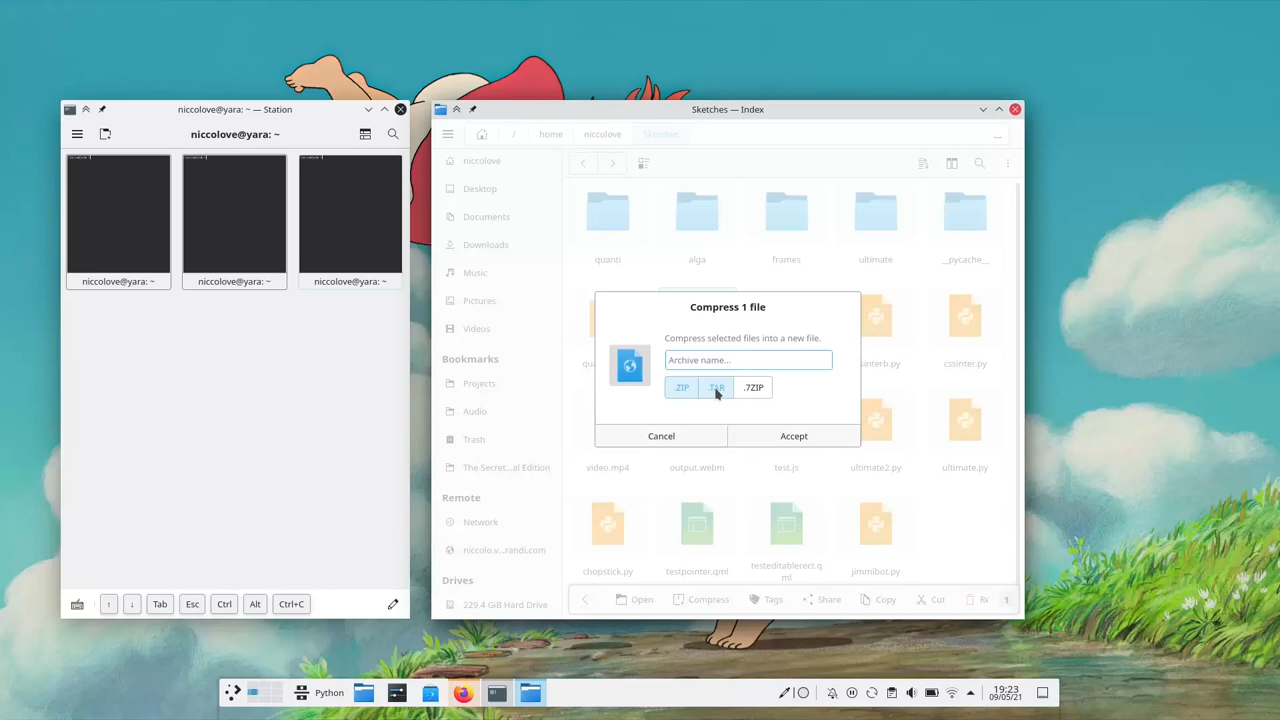 niccolove@yara: ~ — Station
niccolove@yara: ~
niccolove@yara: ~
niccolove@yara: ~
niccolove@yara: ~
Tab
Esc
Ctrl
Alt
Ctrl+C
Sketches — Index
/
home
niccolove
Sketches
niccolove
Desktop
Documents
Downloads
Music
Pictures
Videos
Bookmarks
Projects
Audio
Trash
The Secret...al Edition
Remote
Network
niccolo.v...randi.com
Drives
229.4 GiB Hard Drive
quanti
alga
frames
ultimate
__pycache__
cssinter.py
video.mp4
output.webm
test.js
ultimate2.py
ultimate.py
chopstick.py
testpointer.qml
testeditablerect.q
ml
jimmibot.py
Compress 1 file
Compress selected files into a new file.
Archive name...
.ZIP
.TAR
.7ZIP
Cancel
Accept
Open
Compress
Tags
Share
Copy
Cut
Re
1
Python
19:23
09/05/21